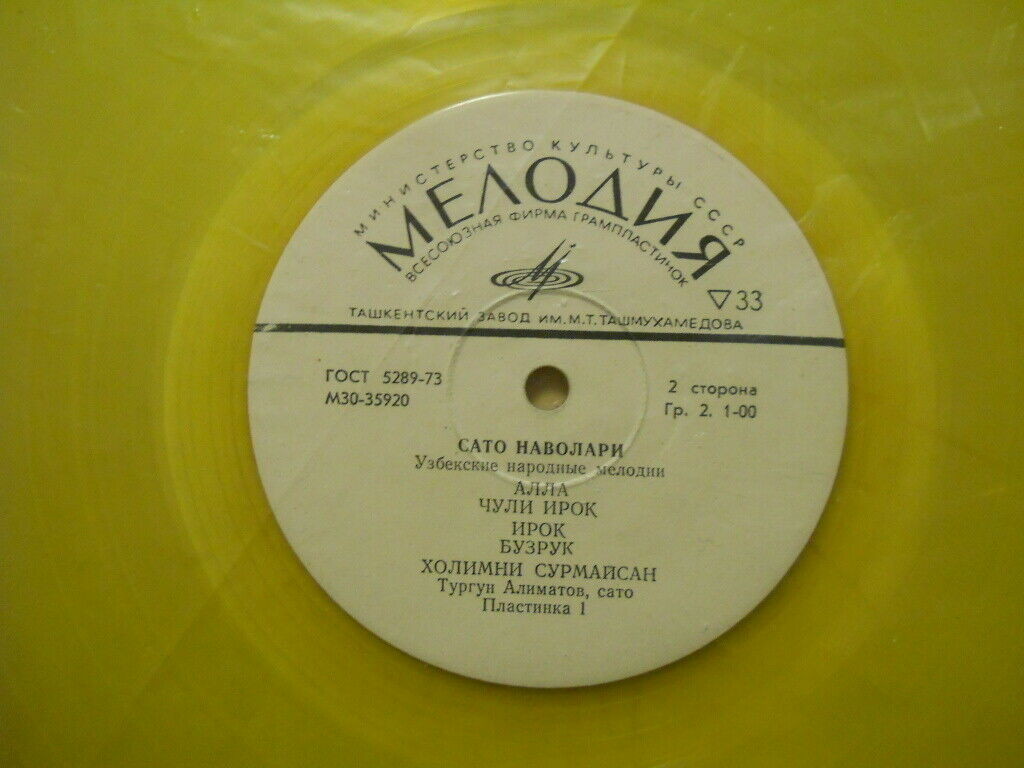 МИНИСТЕРСТВО КУЛЬТУРЫ СССР
МЕЛОДИЯ
ВСЕСОЮЗНАЯ ФИРМА ГРАМПЛАСТИНОК
▽33
ТАШКЕНТСКИЙ ЗАВОД ИМ. М.Т. ТАШМУХАМЕДОВА
ГОСТ 5289-73
М30-35920
2 сторона
Гр. 2. 1-00
САТО НАВОЛАРИ
Узбекские народные мелодии
АЛЛА
ЧУЛИ ИРОҚ
ИРОҚ
БУЗРУК
ХОЛИМНИ СУРМАЙСАН
Тургун Алиматов, сато
Пластинка 1